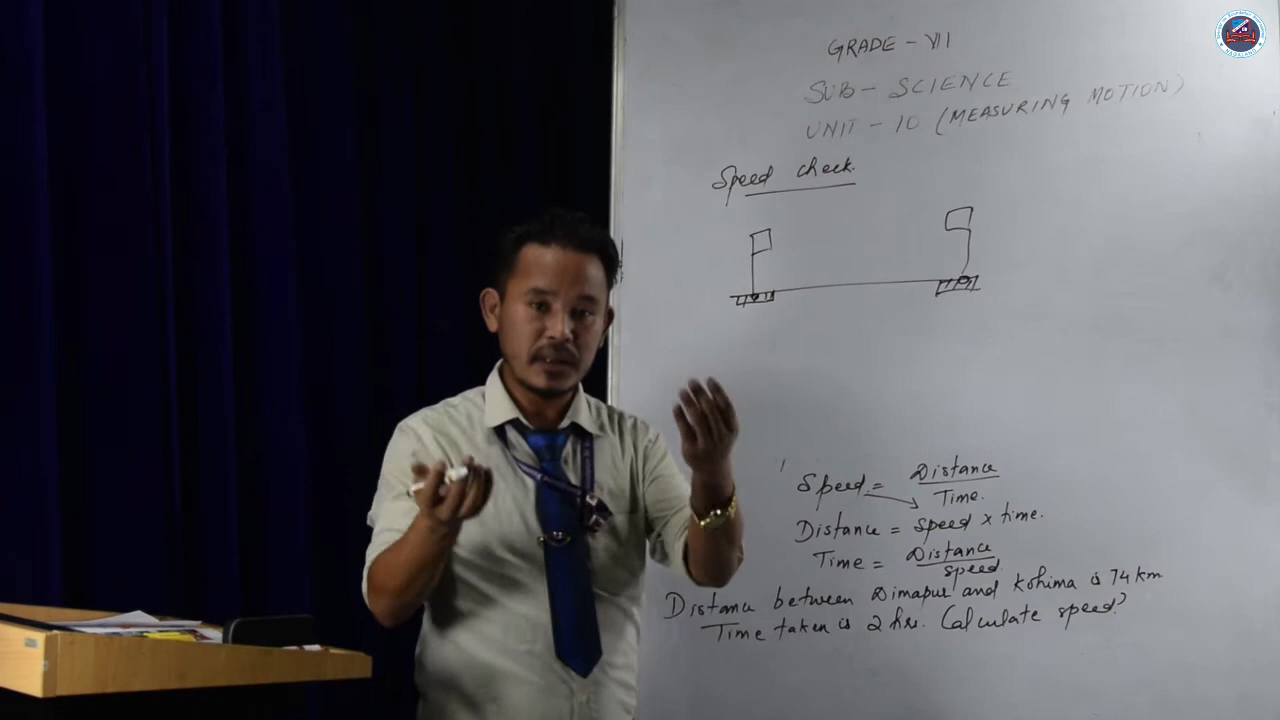 GRADE - VII
SUB - SCIENCE
UNIT - 10 (MEASURING MOTION)
Speed check.
Speed = Distance
Time.
Distance = speed x time.
Time = Distance
speed
Distance between Dimapur and Kohima is 74 km
Time taken is 2 hrs. Calculate speed?
NAGALAND